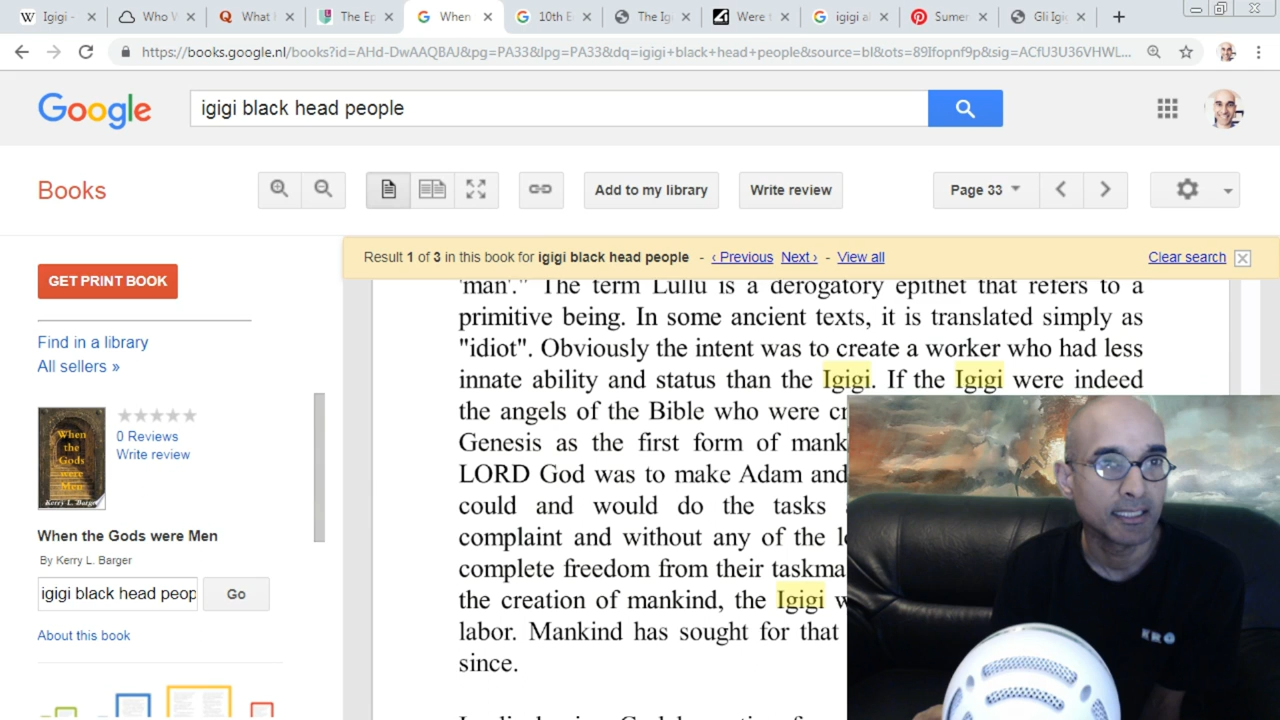 Igigi -
Who V
What I
The Ep
When
10th E
The Ig
Were t
igigi al
Sumer
Gli Igi
https://books.google.nl/books?id=AHd-DwAAQBAJ&pg=PA33&lpg=PA33&dq=igigi+black+head+people&source=bl&ots=89Ifopnf9p&sig=ACfU3U36VHWL...
Google
igigi black head people
Books
Add to my library
Write review
Page 33
Result 1 of 3 in this book for igigi black head people - ‹ Previous Next › - View all
Clear search
GET PRINT BOOK
Find in a library
All sellers »
When
the
Gods
were
Men
Kerry L. Barger
0 Reviews
Write review
When the Gods were Men
By Kerry L. Barger
igigi black head peop
Go
About this book
'man'." The term Lullu is a derogatory epithet that refers to a
primitive being. In some ancient texts, it is translated simply as
"idiot". Obviously the intent was to create a worker who had less
innate ability and status than the Igigi. If the Igigi were indeed
the angels of the Bible who were cr
Genesis as the first form of mank
LORD God was to make Adam and
could and would do the tasks
complaint and without any of the l
complete freedom from their taskma
the creation of mankind, the Igigi w
labor. Mankind has sought for that
since.
KRO